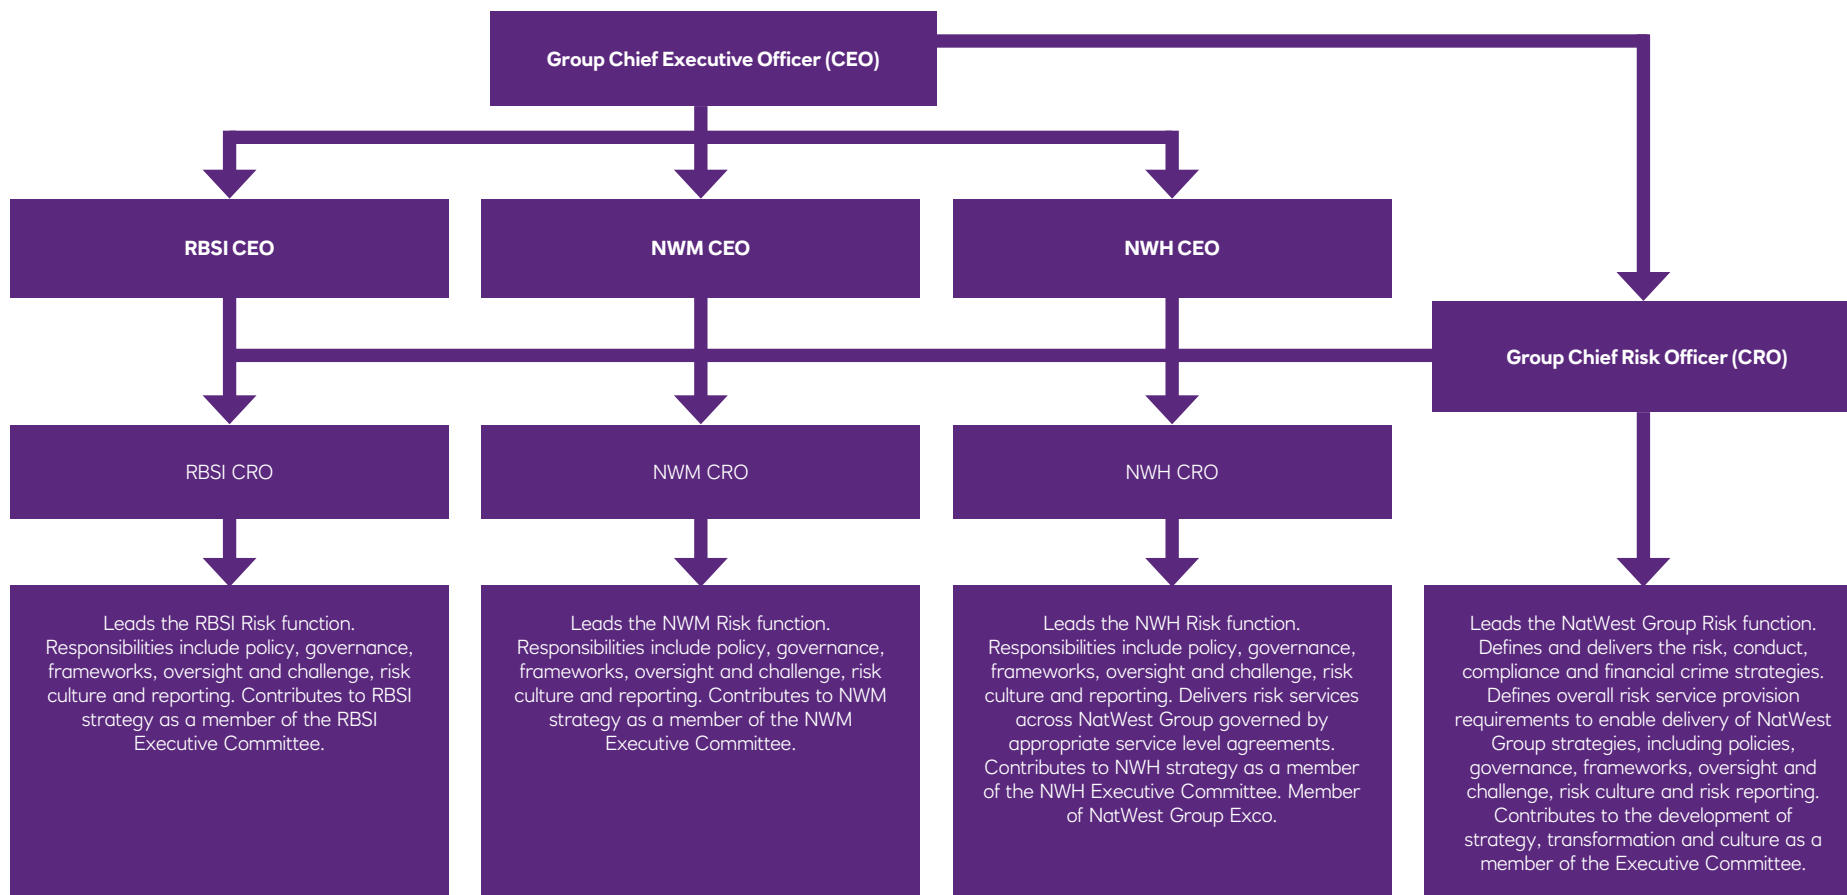 Group Chief Executive Officer (CEO)
RBSI CEO
NWM CEO
NWH CEO
Group Chief Risk Officer (CRO)
RBSI CRO
NWM CRO
NWH CRO
Leads the RBSI Risk function.
Responsibilities include policy, governance,
frameworks, oversight and challenge, risk
culture and reporting. Contributes to RBSI
strategy as a member of the RBSI
Executive Committee.
Leads the NWM Risk function.
Responsibilities include policy, governance,
frameworks, oversight and challenge, risk
culture and reporting. Contributes to NWM
strategy as a member of the NWM
Executive Committee.
Leads the NWH Risk function.
Responsibilities include policy, governance,
frameworks, oversight and challenge, risk
culture and reporting. Delivers risk services
across NatWest Group governed by
appropriate service level agreements.
Contributes to NWH strategy as a member
of the NWH Executive Committee. Member
of NatWest Group Exco.
Leads the NatWest Group Risk function.
Defines and delivers the risk, conduct,
compliance and financial crime strategies.
Defines overall risk service provision
requirements to enable delivery of NatWest
Group strategies, including policies,
governance, frameworks, oversight and
challenge, risk culture and risk reporting.
Contributes to the development of
strategy, transformation and culture as a
member of the Executive Committee.